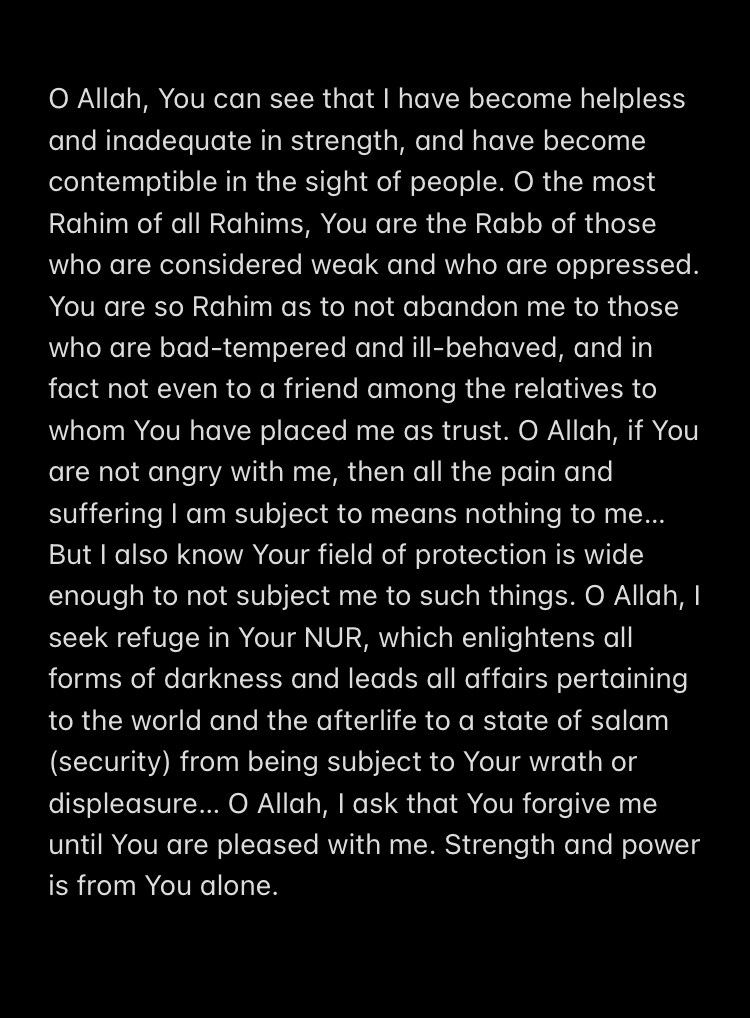 O Allah, You can see that I have become helpless
and inadequate in strength, and have become
contemptible in the sight of people. O the most
Rahim of all Rahims, You are the Rabb of those
who are considered weak and who are oppressed.
You are so Rahim as to not abandon me to those
who are bad-tempered and ill-behaved, and in
fact not even to a friend among the relatives to
whom You have placed me as trust. O Allah, if You
are not angry with me, then all the pain and
suffering I am subject to means nothing to me...
But I also know Your field of protection is wide
enough to not subject me to such things. O Allah, I
seek refuge in Your NUR, which enlightens all
forms of darkness and leads all affairs pertaining
to the world and the afterlife to a state of salam
(security) from being subject to Your wrath or
displeasure... O Allah, I ask that You forgive me
until You are pleased with me. Strength and power
is from You alone.